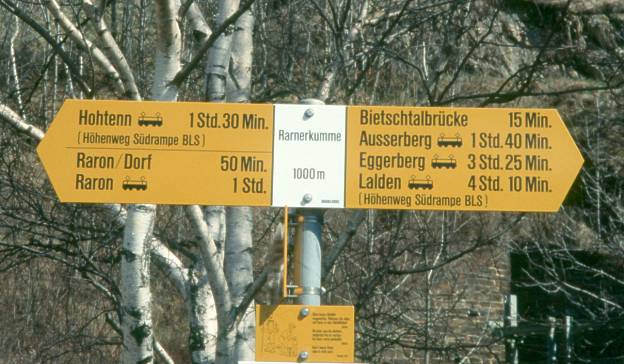 Hohtenn 1 Std. 30 Min.
(Höhenweg Südrampe BLS)
Raron/Dorf 50 Min.
Raron 1 Std.
Rarnerkumme
1000 m
Bietschtalbrücke 15 Min.
Ausserberg 1 Std. 40 Min.
Eggerberg 3 Std. 25 Min.
Lalden 4 Std. 10 Min.
(Höhenweg Südrampe BLS)